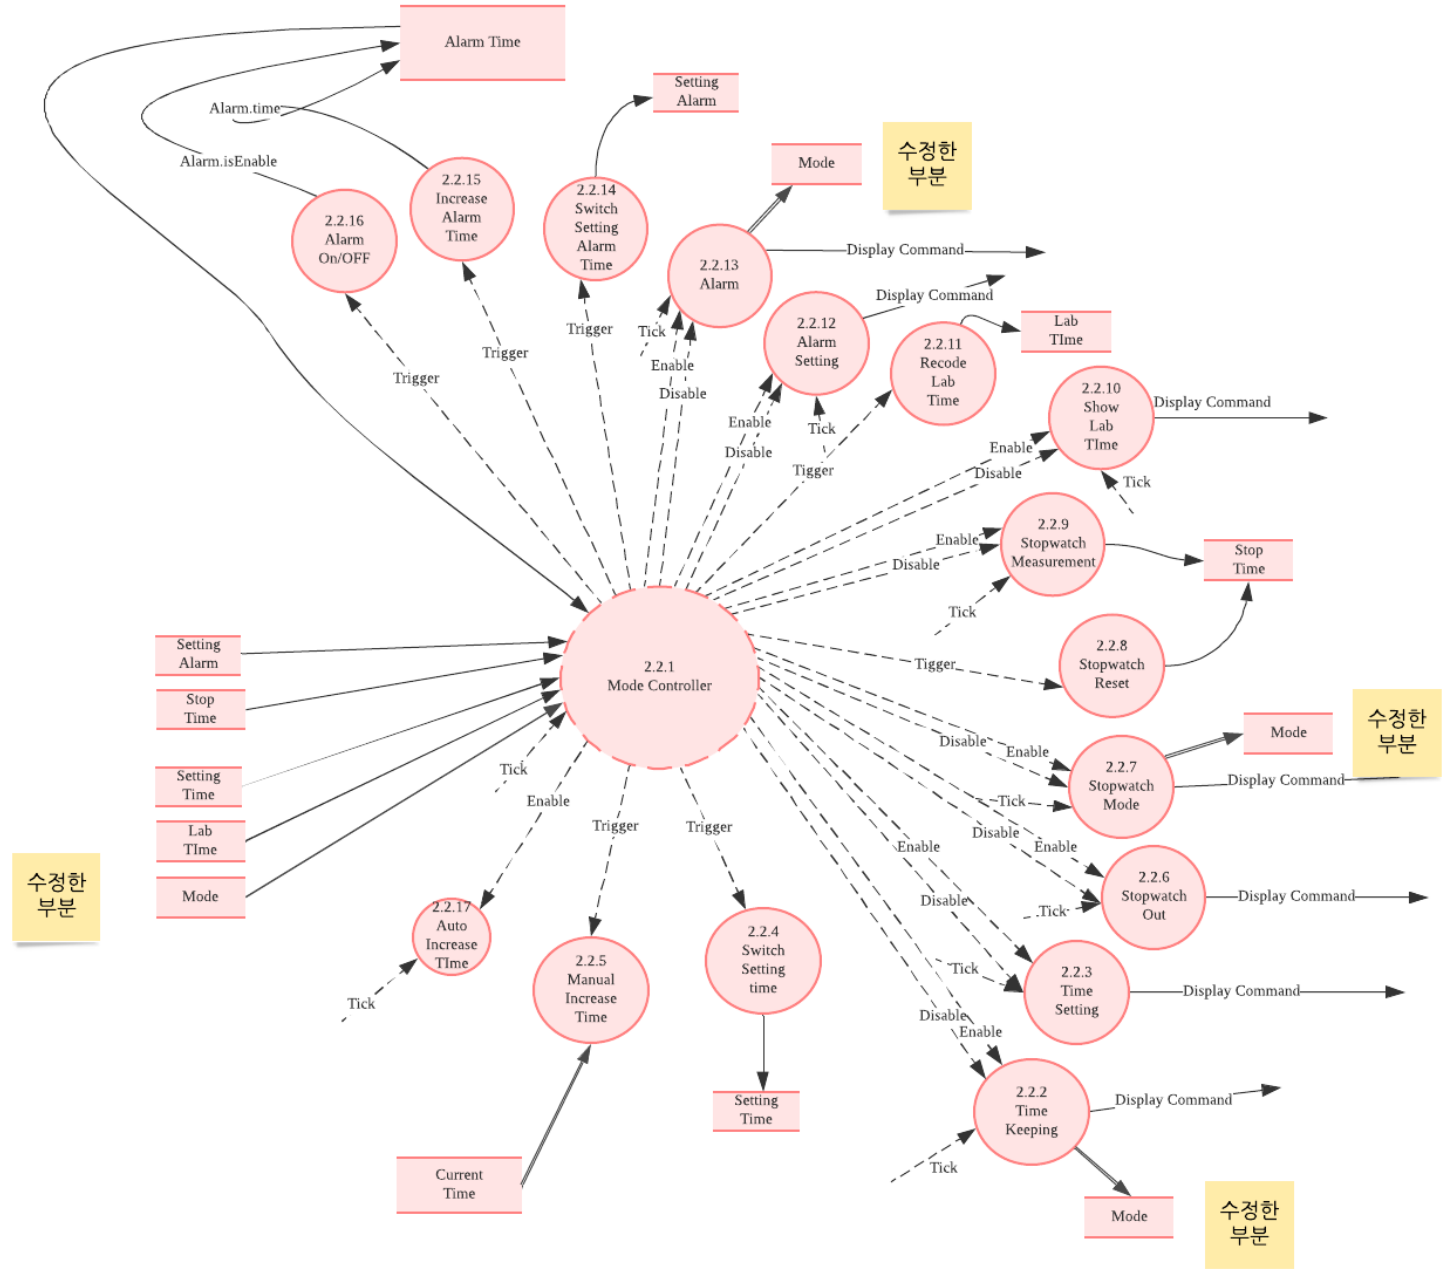 Alarm Time
Setting
Alarm
Alarm.time
Mode
수정한
부분
Alarm.isEnable
2.2.15
Increase
Alarm
Time
2.2.14
Switch
Setting
Alarm
Time
2.2.16
Alarm
On/OFF
2.2.13
Alarm
Display Command
Display Command
2.2.12
Alarm
Setting
2.2.11
Recode
Lab
Time
Lab
TIme
Trigger
Tick
Trigger
Enable
Trigger
Disable
2.2.10
Show
Lab
TIme
Display Command
Enable
Tick
Disable
Tigger
Enable
Disable
Tick
2.2.9
Stopwatch
Measurement
Enable
Disable
Stop
Time
Tick
2.2.8
Stopwatch
Reset
Tigger
Setting
Alarm
2.2.1
Mode Controller
Stop
Time
Mode
수정한
부분
Disable
Enable
2.2.7
Stopwatch
Mode
Display Command
Tick
Setting
Time
Tick
Enable
Trigger
Trigger
Lab
TIme
Disable
Enable
Enable
수정한
부분
Mode
2.2.6
Stopwatch
Out
Display Command
Disable
Tick
2.2.17
Auto
Increase
TIme
2.2.4
Switch
Setting
time
2.2.5
Manual
Increase
Time
Tick
Tick
2.2.3
Time
Setting
Display Command
Disable
Enable
Setting
Time
2.2.2
Time
Keeping
Display Command
Tick
Current
Time
Mode
수정한
부분